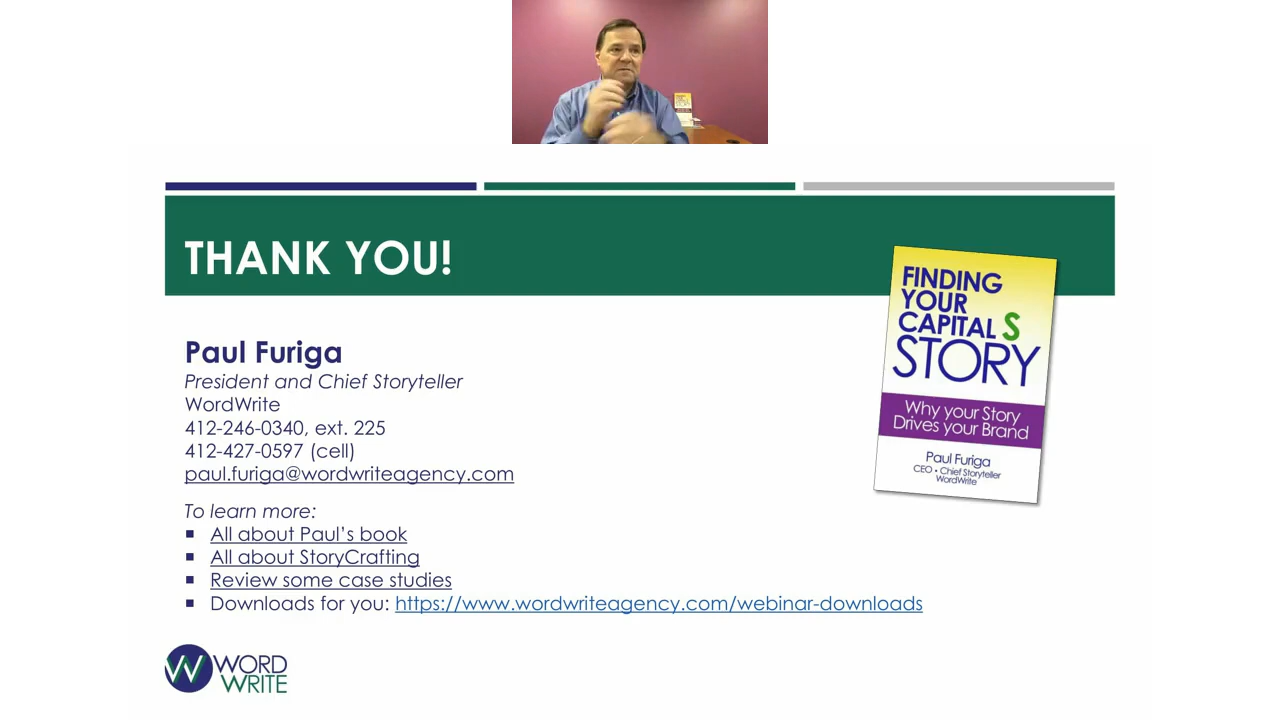 THANK YOU!
Paul Furiga
President and Chief Storyteller
WordWrite
412-246-0340, ext. 225
412-427-0597 (cell)
paul.furiga@wordwriteagency.com
To learn more:
All about Paul's book
All about StoryCrafting
Review some case studies
Downloads for you: https://www.wordwriteagency.com/webinar-downloads
FINDING
YOUR
CAPITAL S
STORY
Why your Story
Drives your Brand
Paul Furiga
CEO • Chief Storyteller
WordWrite
W WORD
WRITE